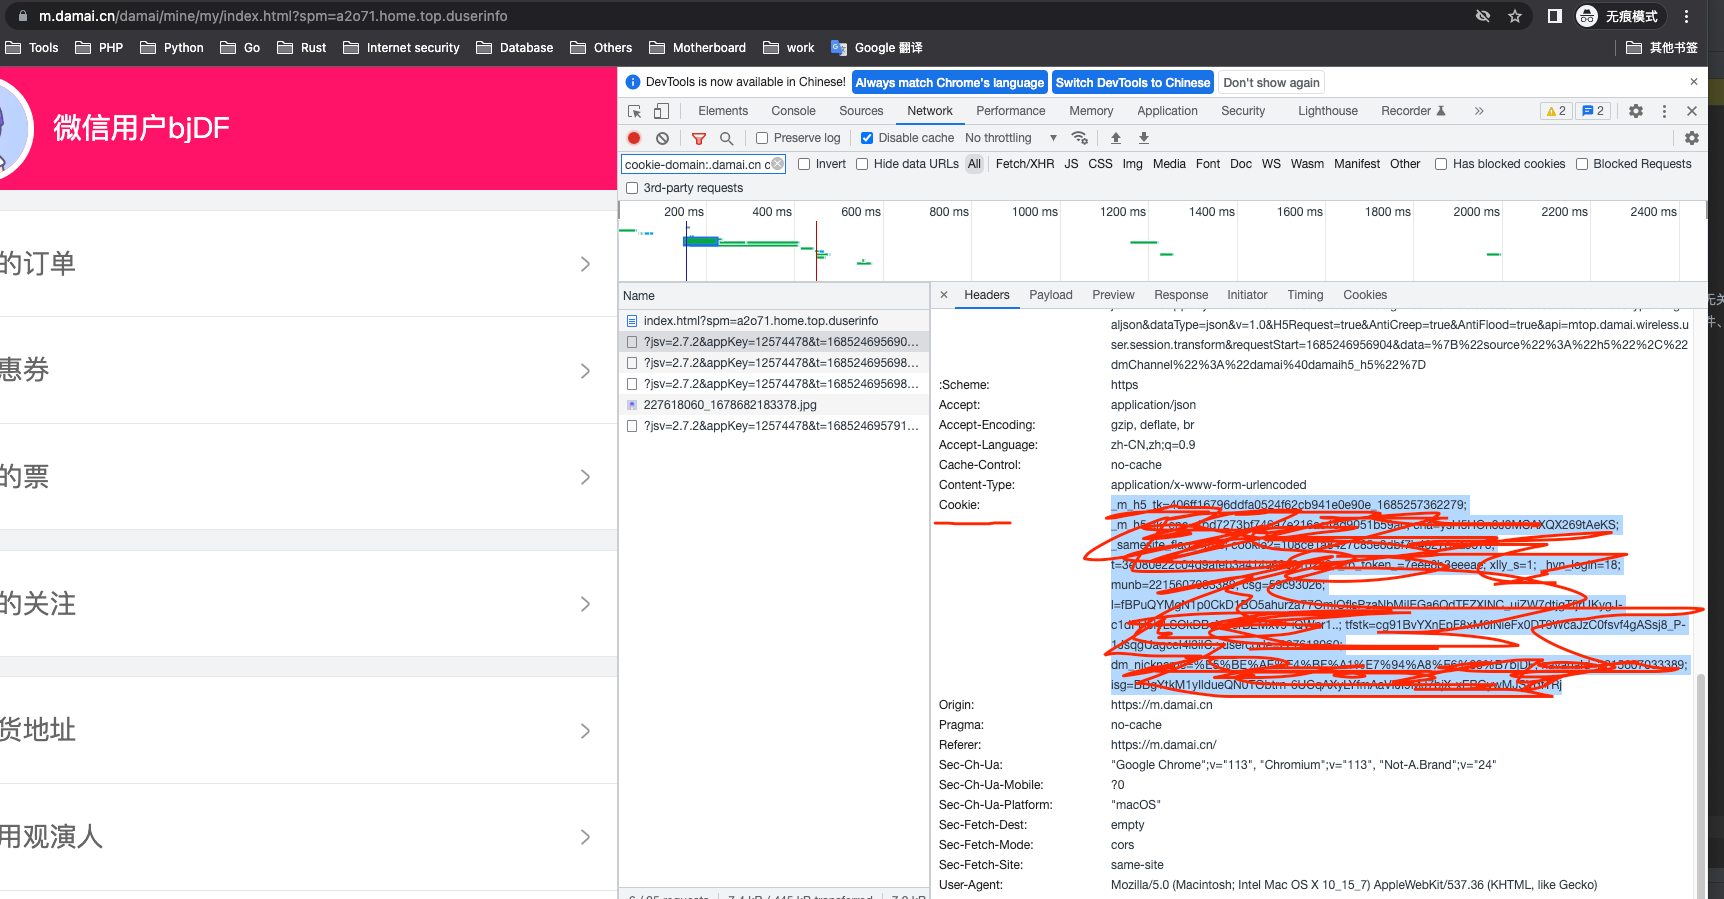 m.damai.cn/damai/mine/my/index.html?spm=a2o71.home.top.duserinfo
无痕模式
Tools PHP Python Go Rust Internet security Database Others Motherboard work Google 翻译 其他书签
微信用户bjDF
的订单
惠券
的票
的关注
货地址
用观演人
DevTools is now available in Chinese! Always match Chrome's language Switch DevTools to Chinese Don't show again
Elements Console Sources Network Performance Memory Application Security Lighthouse Recorder 2 2
Preserve log Disable cache No throttling
cookie-domain:.damai.cn c Invert Hide data URLs All Fetch/XHR JS CSS Img Media Font Doc WS Wasm Manifest Other Has blocked cookies Blocked Requests
3rd-party requests
200 ms 400 ms 600 ms 800 ms 1000 ms 1200 ms 1400 ms 1600 ms 1800 ms 2000 ms 2200 ms 2400 ms
Name
index.html?spm=a2o71.home.top.duserinfo
?jsv=2.7.2&appKey=12574478&t=168524695690...
?jsv=2.7.2&appKey=12574478&t=168524695698...
?jsv=2.7.2&appKey=12574478&t=168524695698...
227618060_1678682183378.jpg
?jsv=2.7.2&appKey=12574478&t=168524695791...
Headers Payload Preview Response Initiator Timing Cookies
aljson&dataType=json&v=1.0&H5Request=true&AntiCreep=true&AntiFlood=true&api=mtop.damai.wireless.u
ser.session.transform&requestStart=1685246956904&data=%7B%22source%22%3A%22h5%22%2C%22
dmChannel%22%3A%22damai%40damaih5_h5%22%7D
:Scheme: https
Accept: application/json
Accept-Encoding: gzip, deflate, br
Accept-Language: zh-CN,zh;q=0.9
Cache-Control: no-cache
Content-Type: application/x-www-form-urlencoded
Cookie: _m_h5_tk=406ff16796ddfa0524f62cb941e0e90e_1685257362279;
xlly_s=1; _hvn_login=18;
Origin: https://m.damai.cn
Pragma: no-cache
Referer: https://m.damai.cn/
Sec-Ch-Ua: "Google Chrome";v="113", "Chromium";v="113", "Not-A.Brand";v="24"
Sec-Ch-Ua-Mobile: ?0
Sec-Ch-Ua-Platform: "macOS"
Sec-Fetch-Dest: empty
Sec-Fetch-Mode: cors
Sec-Fetch-Site: same-site
User-Agent: Mozilla/5.0 (Macintosh; Intel Mac OS X 10_15_7) AppleWebKit/537.36 (KHTML, like Gecko)